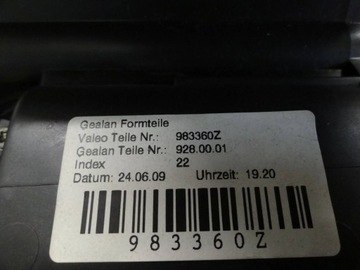 Gealan Formteile
Valeo Teile Nr.: 983360Z
Gealan Teile Nr.: 928.00.01
Index 22
Datum: 24.06.09 Uhrzeit: 19.20
983360Z